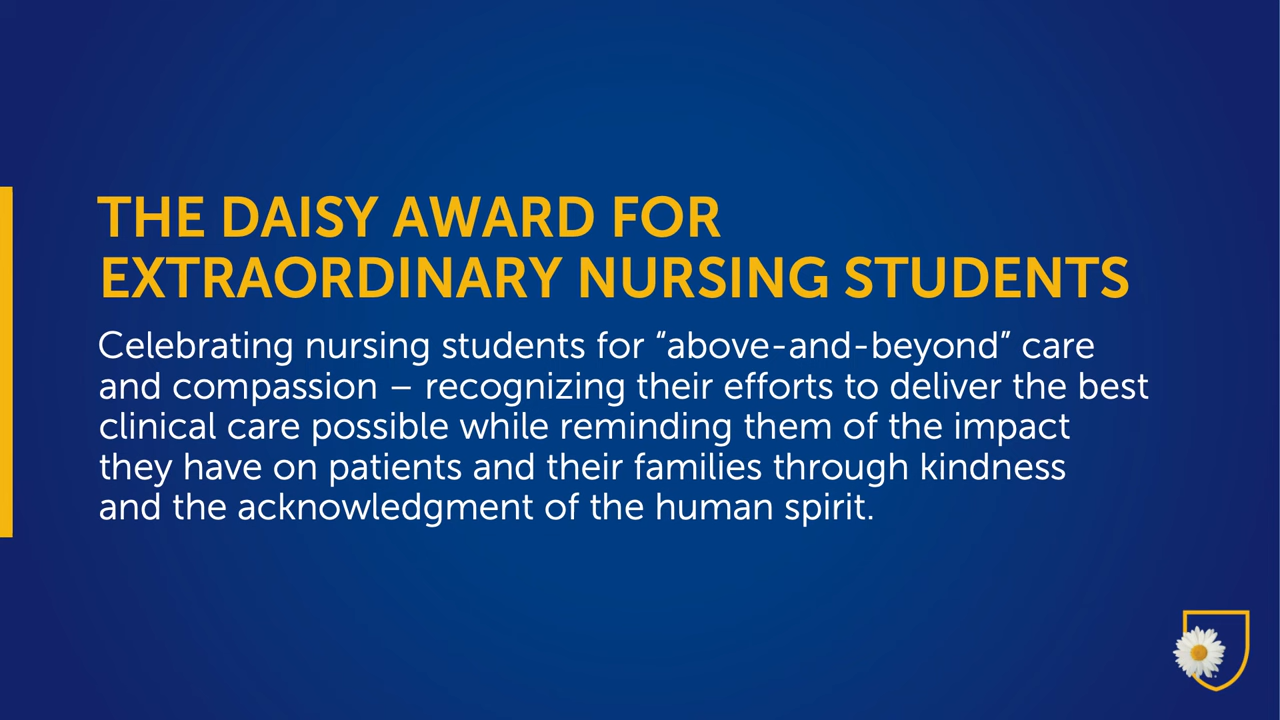 THE DAISY AWARD FOR
EXTRAORDINARY NURSING STUDENTS
Celebrating nursing students for “above-and-beyond” care
and compassion – recognizing their efforts to deliver the best
clinical care possible while reminding them of the impact
they have on patients and their families through kindness
and the acknowledgment of the human spirit.